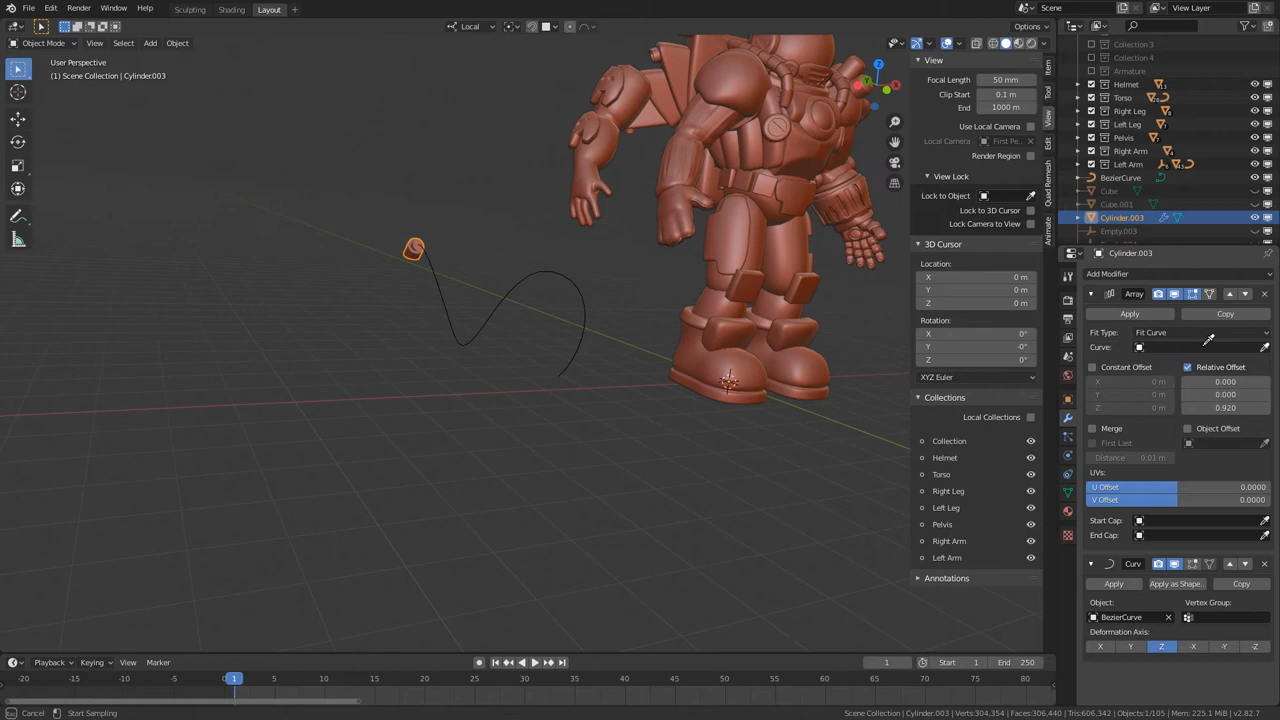 File Edit Render Window Help Sculpting Shading Layout + Scene View Layer
Local Options
Object Mode View Select Add Object
User Perspective
(1) Scene Collection | Cylinder.003
View
Focal Length 50 mm
Clip Start 0.1 m
End 1000 m
Use Local Camera
Local Camera
Render Region
View Lock
Lock to Object
Lock to 3D Cursor
Lock Camera to View
3D Cursor
Location:
X 0 m
Y 0 m
Z 0 m
Rotation:
X 0°
Y -0°
Z 0°
XYZ Euler
Collections
Local Collections
Collection
Helmet
Torso
Right Leg
Left Leg
Pelvis
Right Arm
Left Arm
Annotations
Item
Tool
View
Edit
Quad Remesh
Animate
Collection 3
Collection 4
Armature
Helmet
Torso
Right Leg
Left Leg
Pelvis
Right Arm
Left Arm
BezierCurve
Cube
Cube.001
Cylinder.003
Empty.003
Cylinder.003
Add Modifier
Array
Apply Copy
Fit Type: Fit Curve
Curve:
Constant Offset Relative Offset
X 0 m 0.000
Y 0 m 0.000
Z 0 m 0.920
Merge Object Offset
First Last
Distance 0.01 m
UVs:
U Offset 0.0000
V Offset 0.0000
Start Cap:
End Cap:
Curv
Apply Apply as Shape.. Copy
Object: Vertex Group:
BezierCurve
Deformation Axis:
X Y Z -X -Y -Z
Playback Keying View Marker 1 Start 1 End 250
-20 -15 -10 -5 0 1 5 10 15 20 25 30 35 40 45 50 55 60 65 70 75 80
Cancel Start Sampling Scene Collection | Cylinder.003 | Verts:304,354 | Faces:306,440 | Tris:606,342 | Objects:1/105 | Mem: 225.1 MiB | v2.82.7